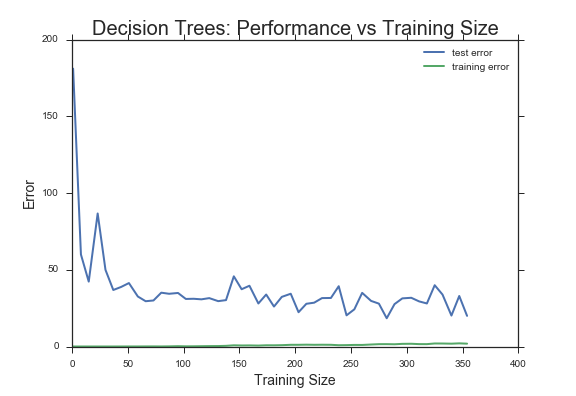 Decision Trees: Performance vs Training Size
200
150
100
50
0
Error
test error
training error
0 50 100 150 200 250 300 350 400
Training Size